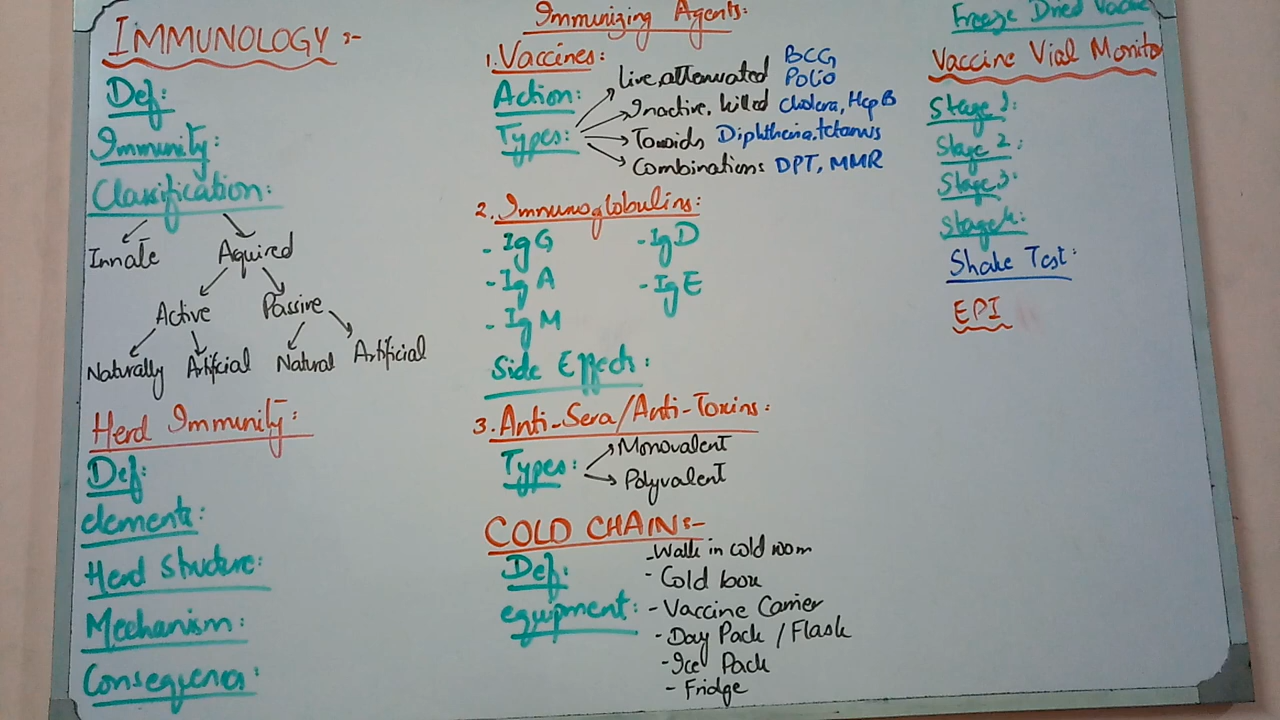 IMMUNOLOGY :-
Def:
Immunity:
Classification:
Innate Aquired
Active Passive
Naturally Artificial Natural Artificial
Herd Immunity:
Def:
elements:
Herd Structure:
Mechanism:
Consequences:
Immunizing Agents:
1. Vaccines:
Action:
Types:
Live, attenuated BCG
Polio
Inactive, killed Cholera, Hep B
Toxoids Diphtheria, tetanus
Combinations DPT, MMR
2. Immunoglobulins:
- IgG - IgD
- IgA - IgE
- IgM
Side Effects:
3. Anti-Sera/Anti-Toxins:
Types:
Monovalent
Polyvalent
COLD CHAIN:-
Def:
equipment:
- Walk in cold room
- Cold box
- Vaccine Carrier
- Day Pack / Flask
- Ice Pack
- Fridge
Freeze Dried Vaccine
Vaccine Vial Monitor
Stage 1:
Stage 2:
Stage 3:
Stage 4:
Shake Test:
EPI